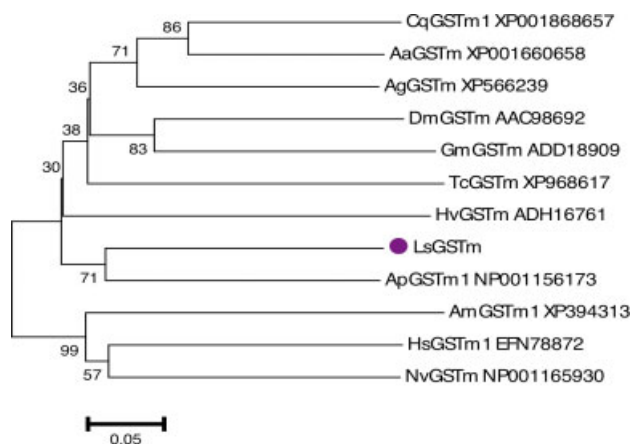 86
CqGSTm1 XP001868657
71
AaGSTm XP001660658
36
AgGSTm XP566239
DmGSTm AAC98692
38
83
GmGSTm ADD18909
30
TcGSTm XP968617
HvGSTm ADH16761
LsGSTm
71
ApGSTm1 NP001156173
AmGSTm1 XP394313
99
HsGSTm1 EFN78872
57
NvGSTm NP001165930
0.05